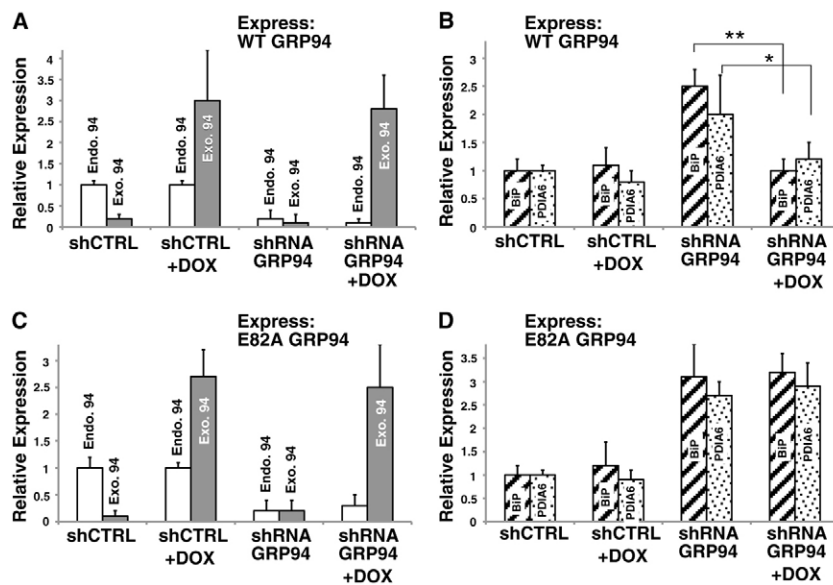 A
Express:
WT GRP94
Relative Expression
4
3.5
3
2.5
2
1.5
1
0.5
0
Endo. 94
Exo. 94
Endo. 94
Exo. 94
Endo. 94
Exo. 94
Endo. 94
Exo. 94
shCTRL
shCTRL
+DOX
shRNA
GRP94
shRNA
GRP94
+DOX
B
Express:
WT GRP94
**
*
Relative Expression
3
2.5
2
1.5
1
0.5
0
BiP
PDIA6
BiP
PDIA6
BiP
PDIA6
BiP
PDIA6
shCTRL
shCTRL
+DOX
shRNA
GRP94
shRNA
GRP94
+DOX
C
Express:
E82A GRP94
Relative Expression
3
2.5
2
1.5
1
0.5
0
Endo. 94
Exo. 94
Endo. 94
Exo. 94
Endo. 94
Exo. 94
Endo. 94
Exo. 94
shCTRL
shCTRL
+DOX
shRNA
GRP94
shRNA
GRP94
+DOX
D
Express:
E82A GRP94
Relative Expression
3.5
3
2.5
2
1.5
1
0.5
0
BiP
PDIA6
BiP
PDIA6
BiP
PDIA6
BiP
PDIA6
shCTRL
shCTRL
+DOX
shRNA
GRP94
shRNA
GRP94
+DOX